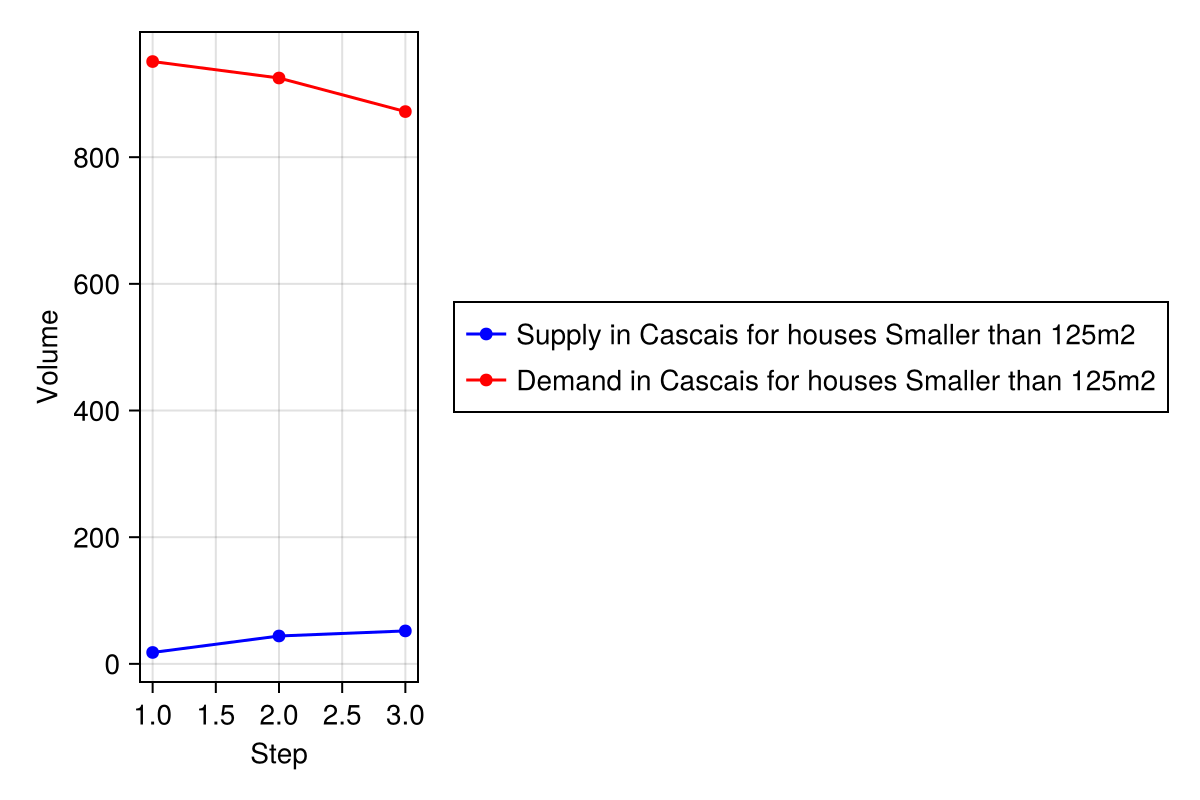 Volume
800
600
400
200
0
1.0 1.5 2.0 2.5 3.0
Step
Supply in Cascais for houses Smaller than 125m2
Demand in Cascais for houses Smaller than 125m2